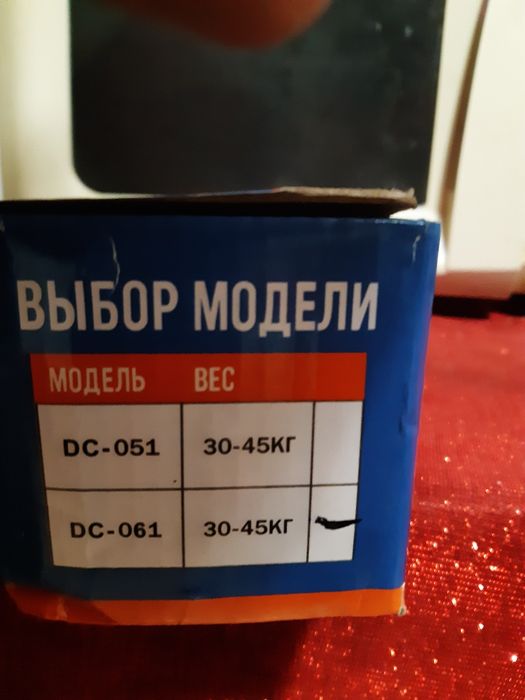 ВЫБОР МОДЕЛИ
МОДЕЛЬ ВЕС
DC-051 30-45КГ
DC-061 30-45КГ